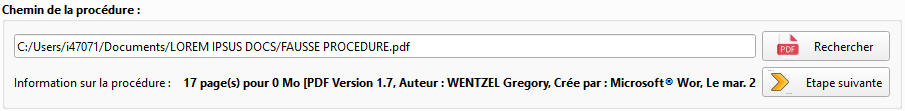 Chemin de la procédure :
C:/Users/i47071/Documents/LOREM IPSUS DOCS/FAUSSE PROCEDURE.pdf
PDF
Rechercher
Information sur la procédure : 17 page(s) pour 0 Mo [PDF Version 1.7, Auteur : WENTZEL Gregory, Crée par : Microsoft® Wor, Le mar. 2
Etape suivante